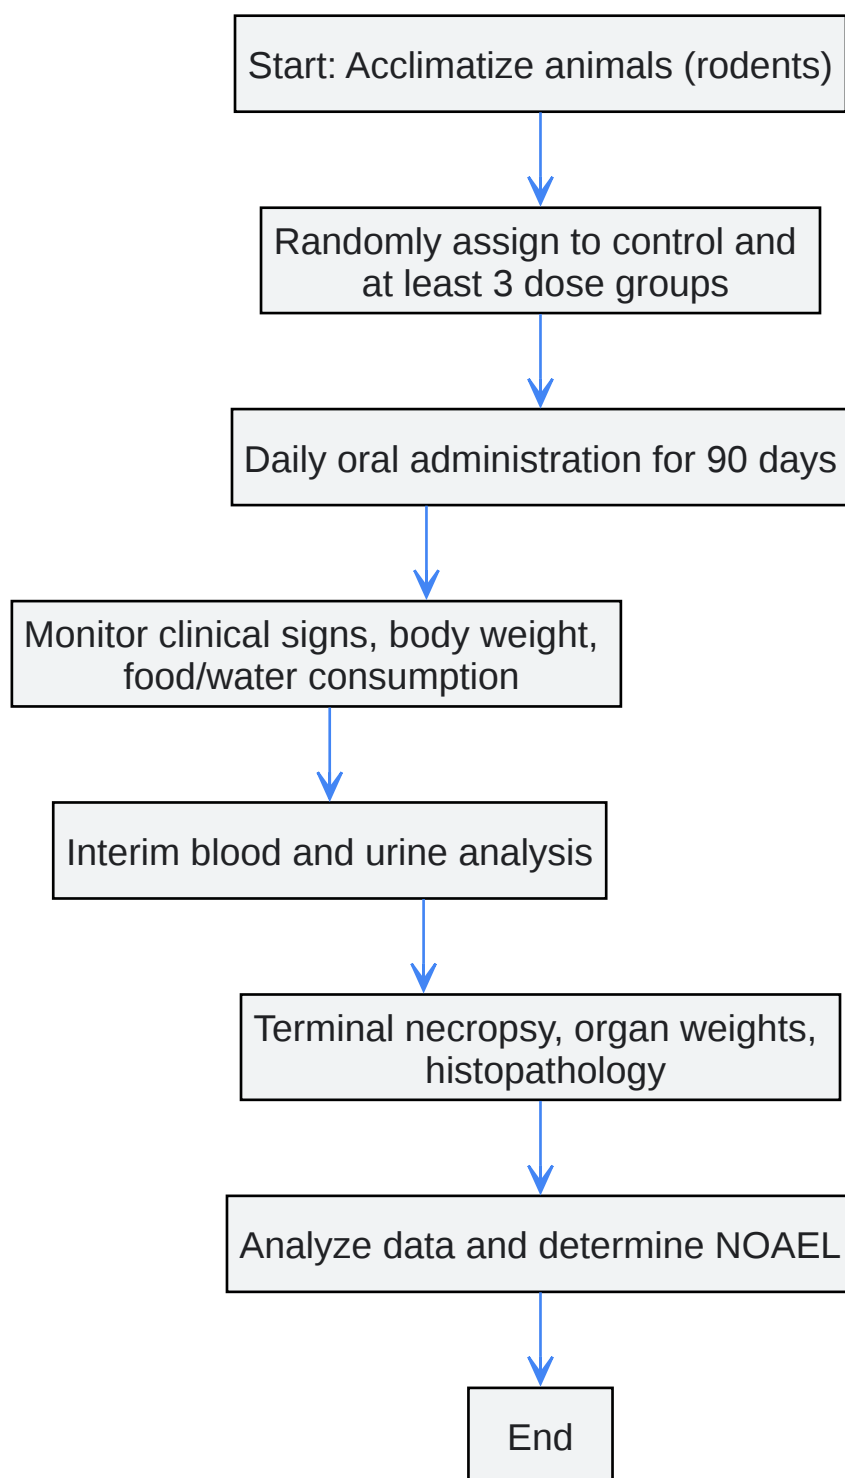 Start: Acclimatize animals (rodents)
Randomly assign to control and
at least 3 dose groups
Daily oral administration for 90 days
Monitor clinical signs, body weight,
food/water consumption
Interim blood and urine analysis
Terminal necropsy, organ weights,
histopathology
Analyze data and determine NOAEL
End